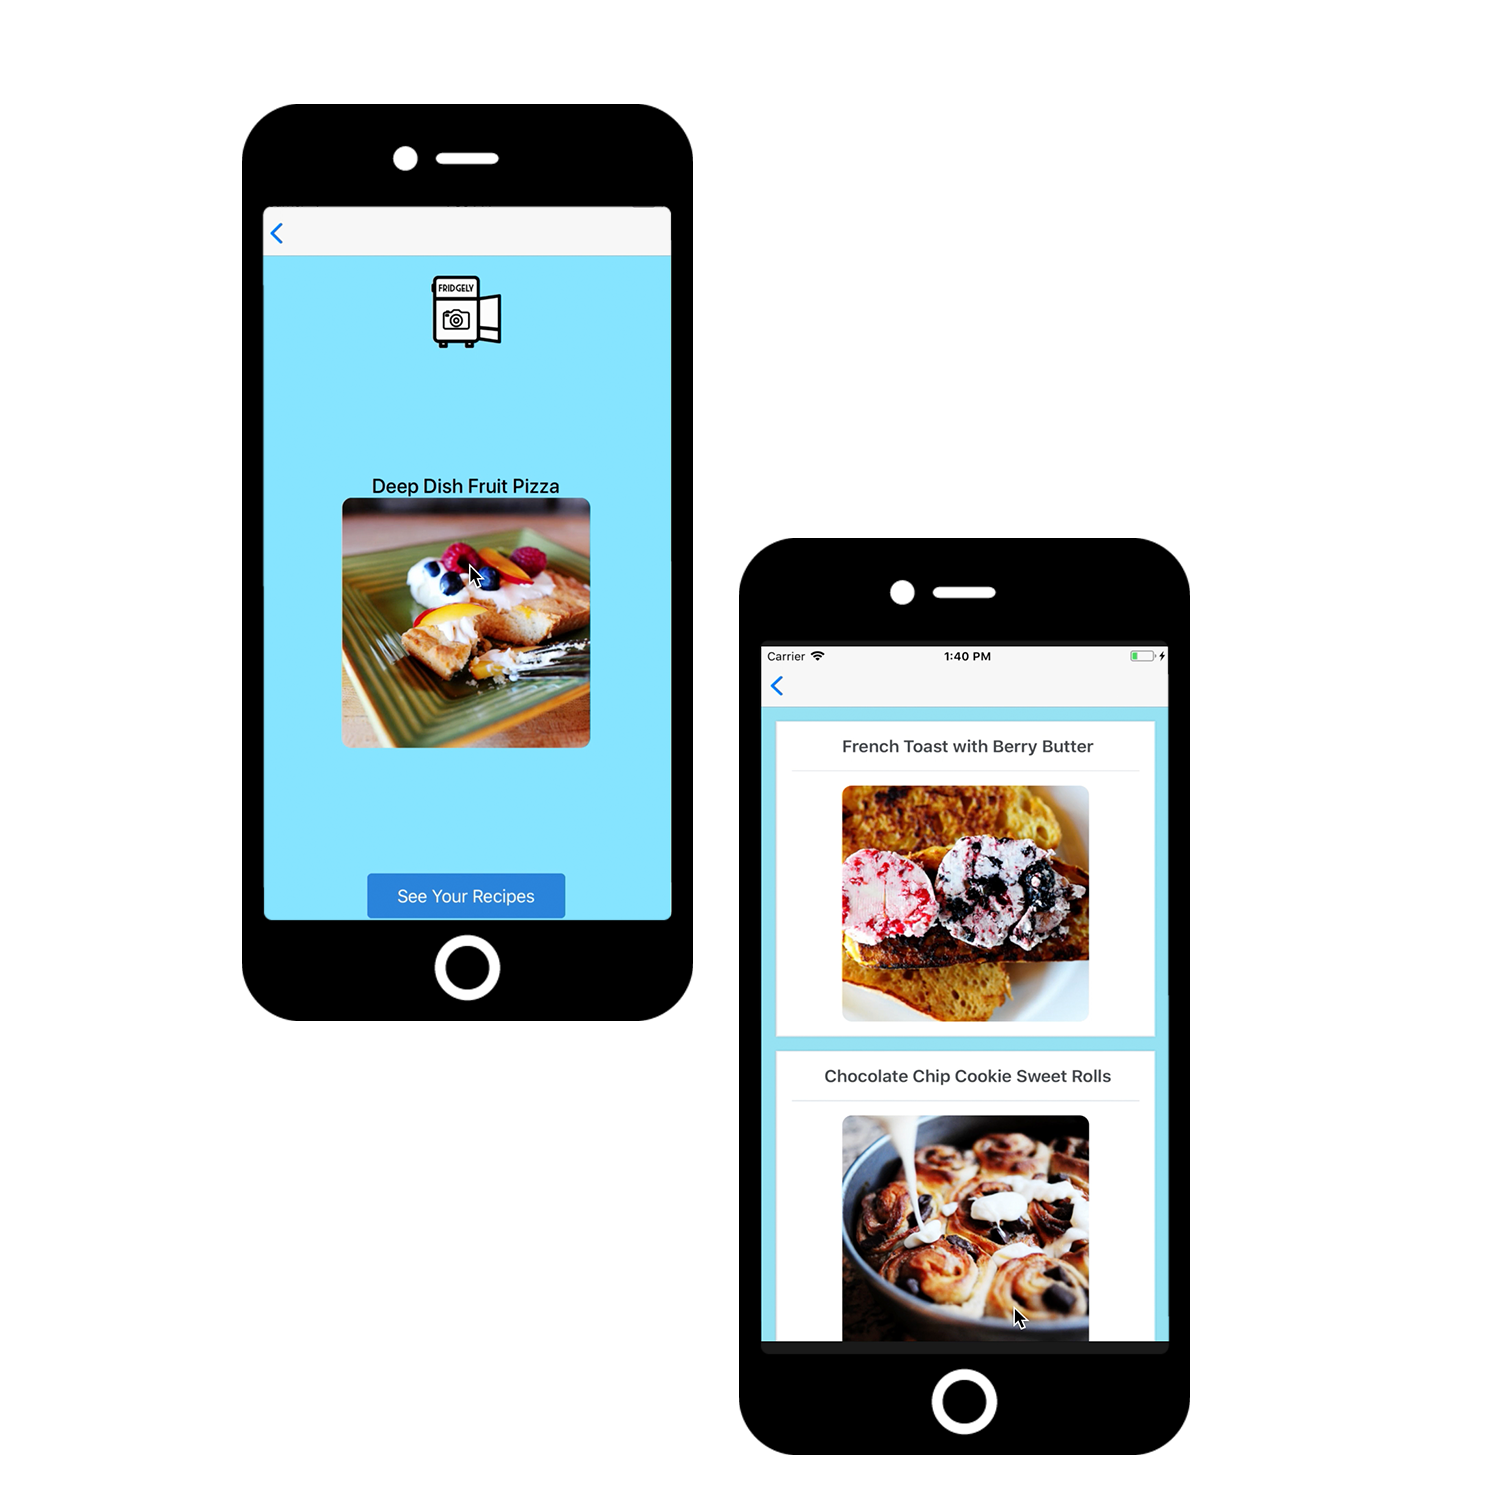 FRIDGELY
Deep Dish Fruit Pizza
See Your Recipes
Carrier
1:40 PM
French Toast with Berry Butter
Chocolate Chip Cookie Sweet Rolls